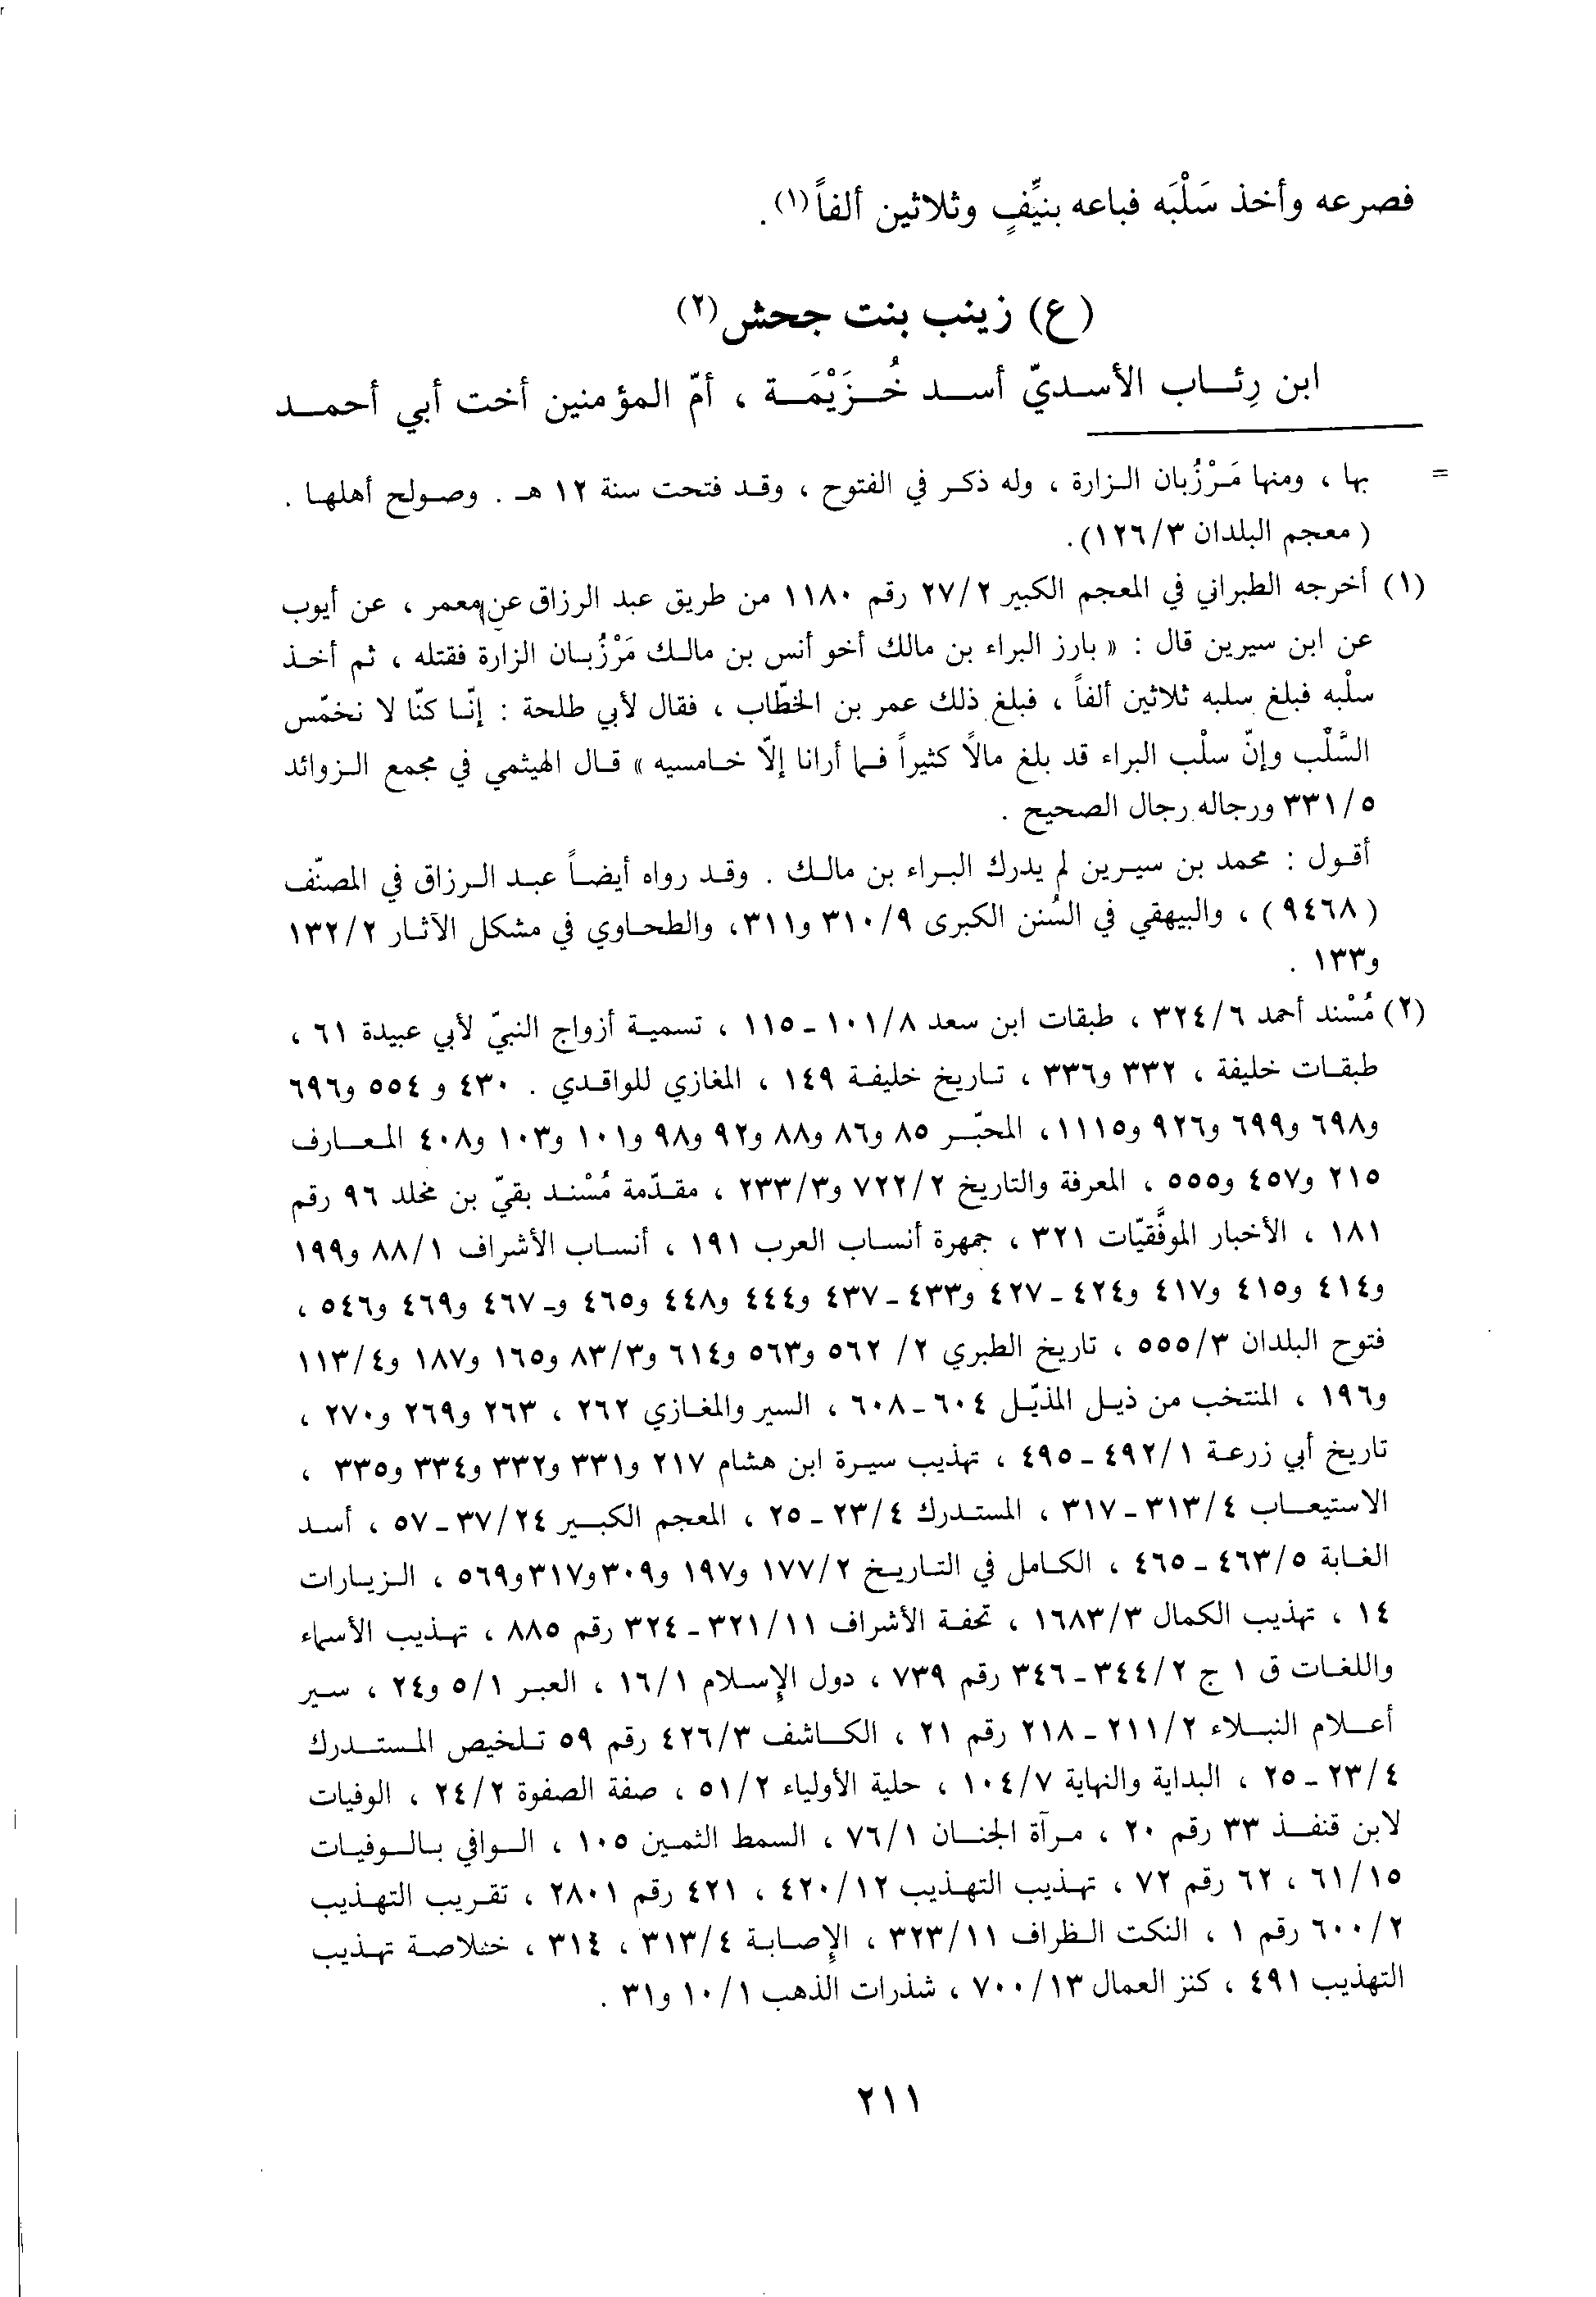 فصرعه وأخذ سَلْبَه فباعه بنيِّفٍ وثلاثين ألفاً(١).
(ع) زينب بنت جحش(٢)
ابن رِئـاب الأسديّ أسـد خُـزَيْمَـة ، أمّ المؤمنين أخت أبي أحمـد
= بها ، ومنها مَرْزُبان الزارة ، وله ذكر في الفتوح ، وقد فتحت سنة ١٢ هـ . وصولح أهلها .
( معجم البلدان ١٢٦/٣).
(١) أخرجه الطبراني في المعجم الكبير ٢٧/٢ رقم ١١٨٠ من طريق عبد الرزاق عن معمر ، عن أيوب
عن ابن سيرين قال : « بارز البراء بن مالك أخو أنس بن مالك مَرْزُبان الزارة فقتله ، ثم أخذ
سلْبه فبلغ سلبه ثلاثين ألفاً ، فبلغ ذلك عمر بن الخطّاب ، فقال لأبي طلحة : إنّا كنّا لا نخمّس
السَّلْب وإنّ سلْب البراء قد بلغ مالاً كثيراً فما أرانا إلّا خامسيه » قال الهيثمي في مجمع الزوائد
٣٣١/٥ ورجاله رجال الصحيح .
أقول : محمد بن سيرين لم يدرك البراء بن مالك . وقد رواه أيضاً عبد الرزاق في المصنّف
( ٩٤٦٨) ، والبيهقي في السُنن الكبرى ٣١٠/٩ و٣١١، والطحاوي في مشكل الآثار ١٣٢/٢
و١٣٣ .
(٢) مُسْند أحمد ٣٢٤/٦ ، طبقات ابن سعد ١٠١/٨ ـ ١١٥ ، تسمية أزواج النبيّ لأبي عبيدة ٦١ ،
طبقات خليفة ، ٣٣٢ و٣٣٦ ، تاريخ خليفة ١٤٩ ، المغازي للواقدي . ٤٣٠ و ٥٥٤ و٦٩٦
و٦٩٨ و٦٩٩ و٩٢٦ و١١١٥، المحبّر ٨٥ و٨٦ و٨٨ و٩٢ و٩٨ و١٠١ و١٠٣ و٤٠٨ المعارف
٢١٥ و٤٥٧ و٥٥٥ ، المعرفة والتاريخ ٧٢٢/٢ و٢٣٣/٣ ، مقدّمة مُسْند بقيّ بن مخلد ٩٦ رقم
١٨١ ، الأخبار الموفَّقيّات ٣٢١ ، جمهرة أنساب العرب ١٩١ ، أنساب الأشراف ٨٨/١ و١٩٩
و٤١٤ و٤١٥ و٤١٧ و٤٢٤ ـ ٤٢٧ و٤٣٣ ـ ٤٣٧ و٤٤٤ و٤٤٨ و٤٦٥ و ـ ٤٦٧ و٤٦٩ و٥٤٦ ،
فتوح البلدان ٥٥٥/٣ ، تاريخ الطبري ٢/ ٥٦٢ و٥٦٣ و٦١٤ و٨٣/٣ و١٦٥ و١٨٧ و١١٣/٤
و١٩٦ ، المنتخب من ذيل المذيّل ٦٠٤ ـ ٦٠٨ ، السير والمغازي ٢٦٢ ، ٢٦٣ و٢٦٩ و٢٧٠ ،
تاريخ أبي زرعة ٤٩٢/١ ـ ٤٩٥ ، تهذيب سيرة ابن هشام ٢١٧ و٣٣١ و٣٣٢ و٣٣٤ و٣٣٥ ،
الاستيعاب ٣١٣/٤ ـ ٣١٧ ، المستدرك ٢٣/٤ ـ ٢٥ ، المعجم الكبير ٣٧/٢٤ ـ ٥٧ ، أسد
الغابة ٤٦٣/٥ ـ ٤٦٥ ، الكامل في التاريخ ١٧٧/٢ و١٩٧ و٣٠٩ و٣١٧ و٥٦٩ ، الزيارات
١٤ ، تهذيب الكمال ١٦٨٣/٣ ، تحفة الأشراف ٣٢١/١١ ـ ٣٢٤ رقم ٨٨٥ ، تهذيب الأسماء
واللغات ق ١ ج ٣٤٤/٢ ـ ٣٤٦ رقم ٧٣٩ ، دول الإسلام ١٦/١ ، العبر ٥/١ و٢٤ ، سير
أعلام النبلاء ٢١١/٢ ـ ٢١٨ رقم ٢١ ، الكاشف ٤٢٦/٣ رقم ٥٩ تلخيص المستدرك
٢٣/٤ ـ ٢٥ ، البداية والنهاية ١٠٤/٧ ، حلية الأولياء ٥١/٢ ، صفة الصفوة ٢٤/٢ ، الوفيات
لابن قنفذ ٣٣ رقم ٢٠ ، مرآة الجنان ٧٦/١ ، السمط الثمين ١٠٥ ، الوافي بالوفيات
٦١/١٥ ، ٦٢ رقم ٧٢ ، تهذيب التهذيب ٤٢٠/١٢ ، ٤٢١ رقم ٢٨٠١ ، تقريب التهذيب
٦٠٠/٢ رقم ١ ، النكت الظراف ٣٢٣/١١ ، الإصابة ٣١٣/٤ ، ٣١٤ ، خلاصة تهذيب
التهذيب ٤٩١ ، كنز العمال ٧٠٠/١٣ ، شذرات الذهب ١٠/١ و٣١ .
٢١١